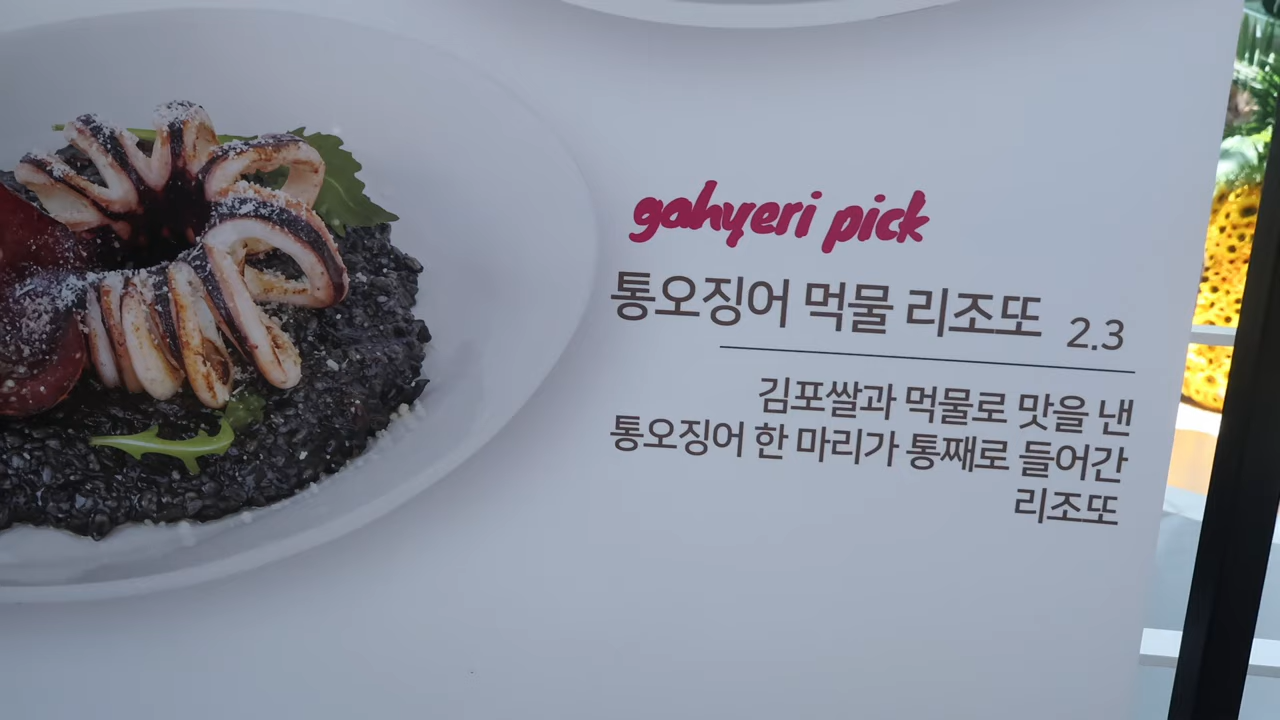 gahyeri pick
통오징어 먹물 리조또 2.3
김포쌀과 먹물로 맛을 낸
통오징어 한 마리가 통째로 들어간
리조또